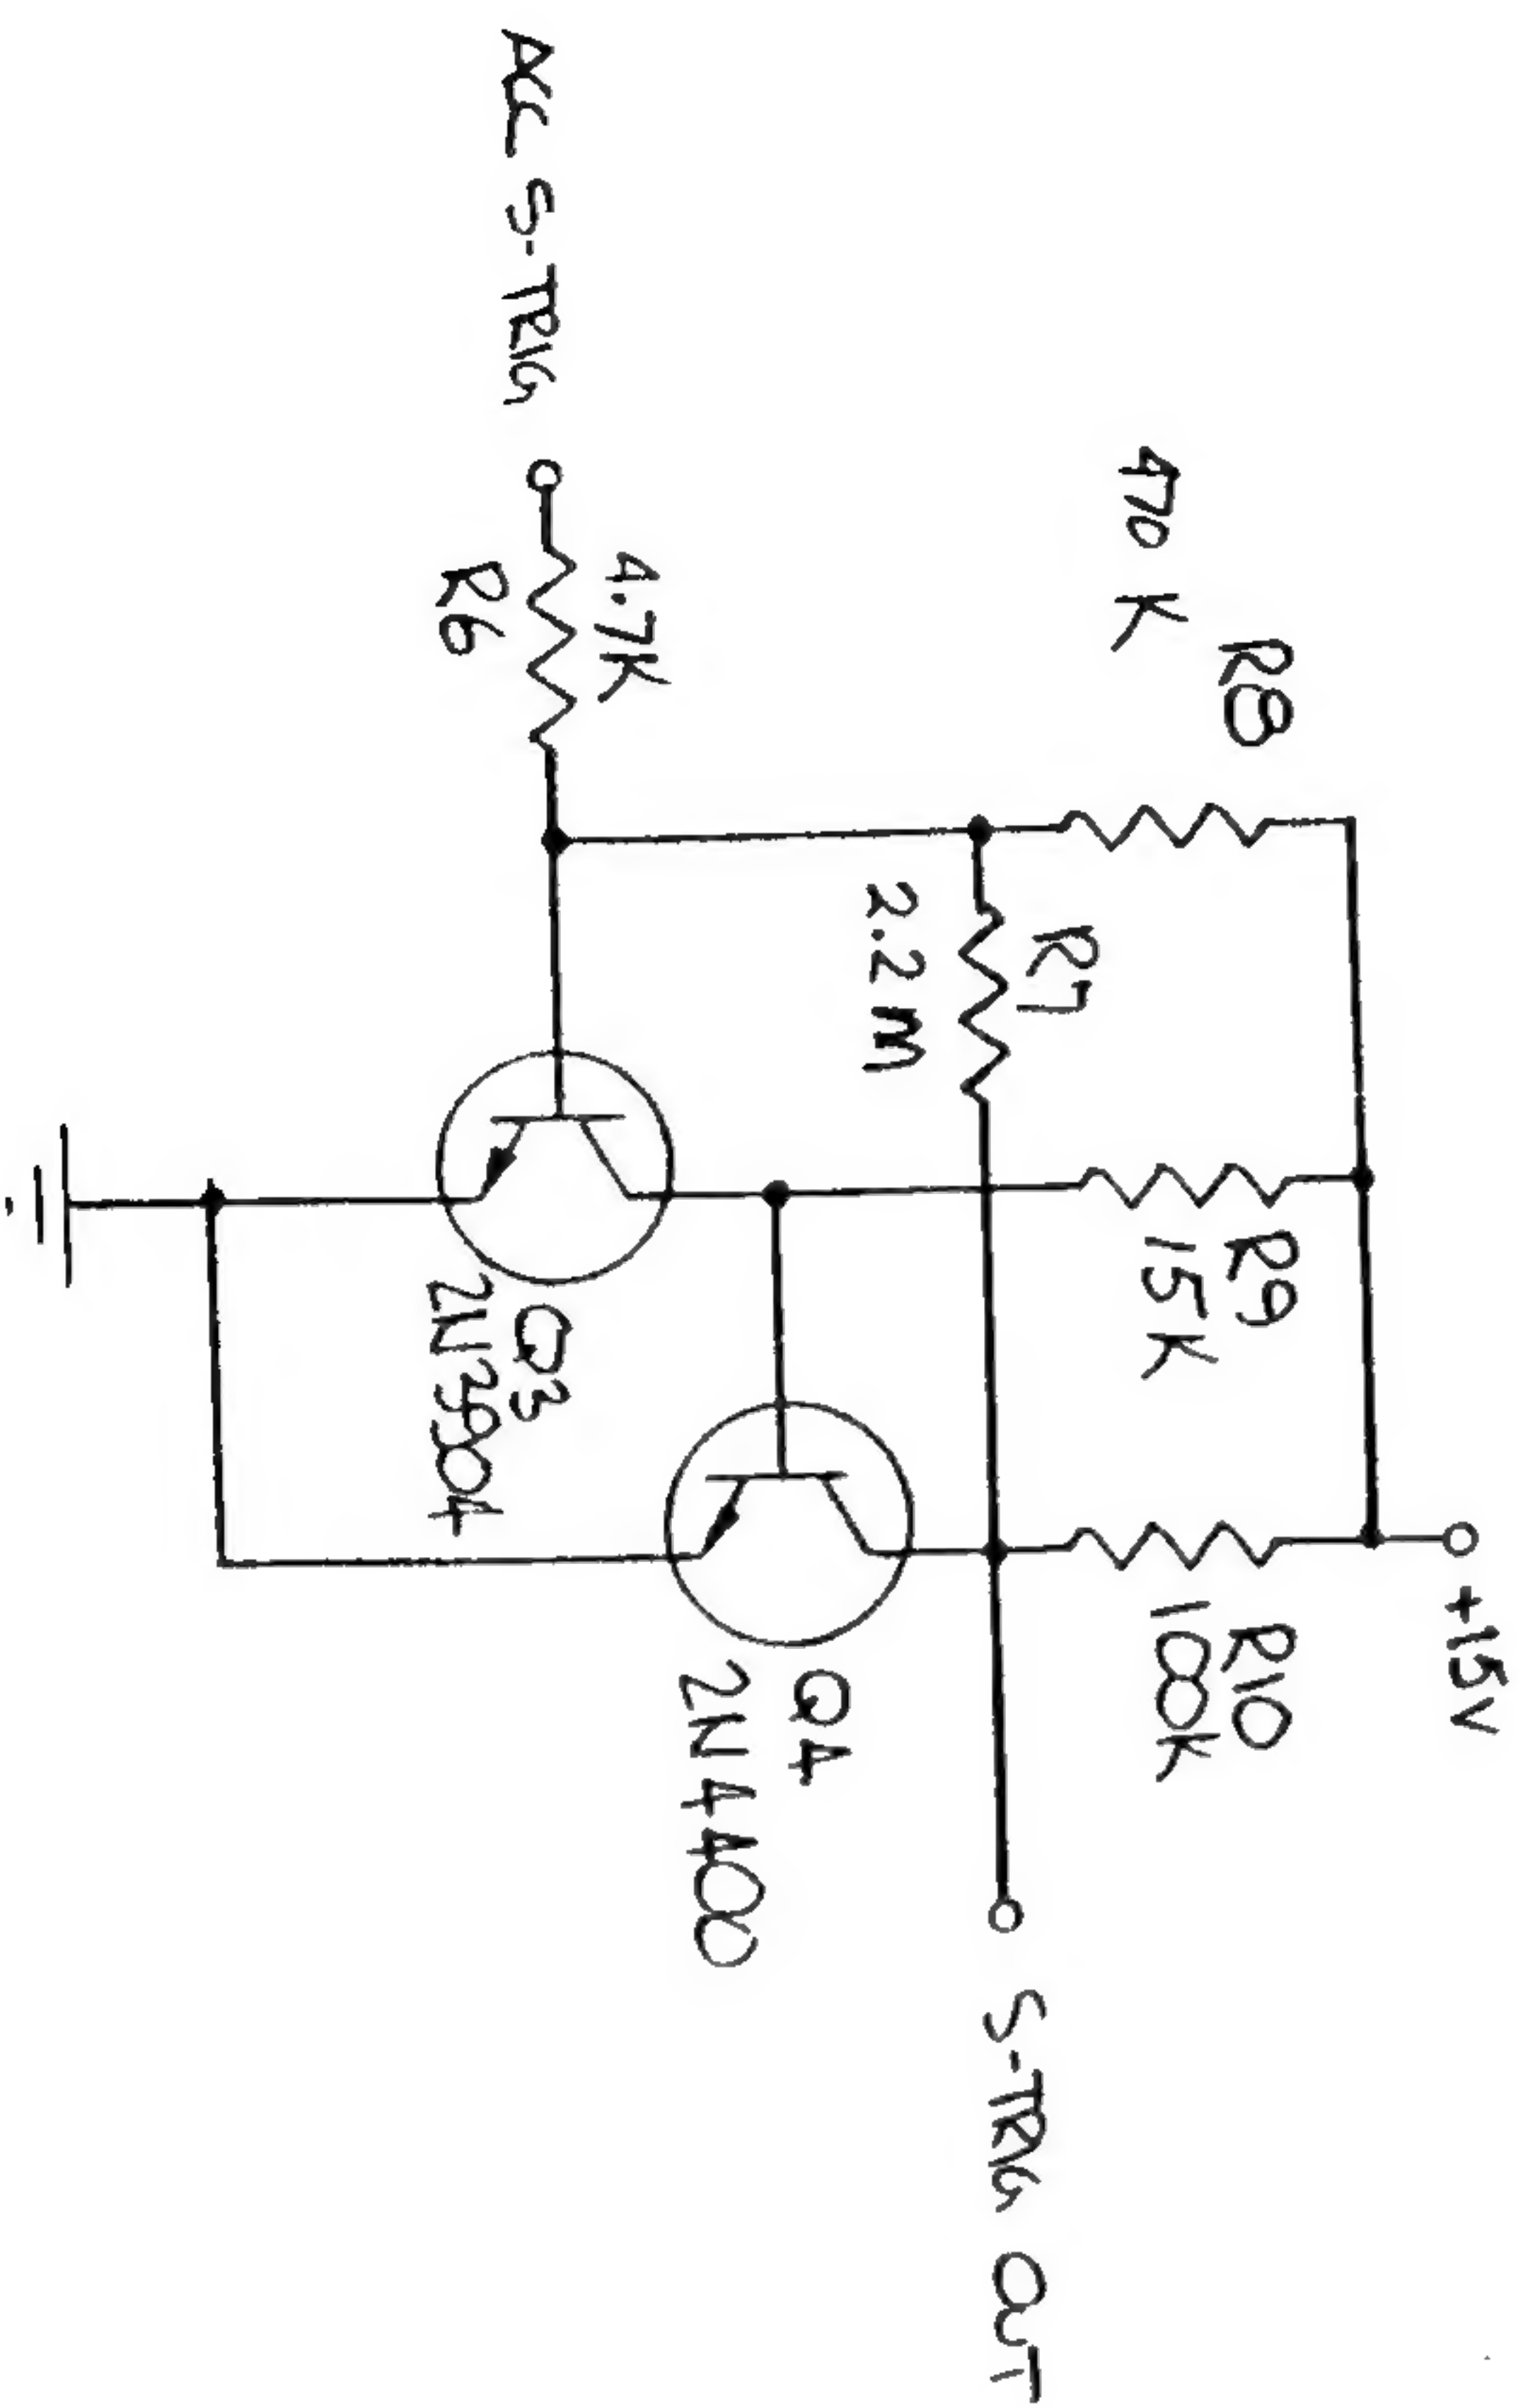 +15V
R8
470 K
R9
15K
R10
100K
R7
2.2 m
S-TRIG OUT
4.7K
R6
ACC S-TRIG
Q3
2N3904
Q4
2N4400